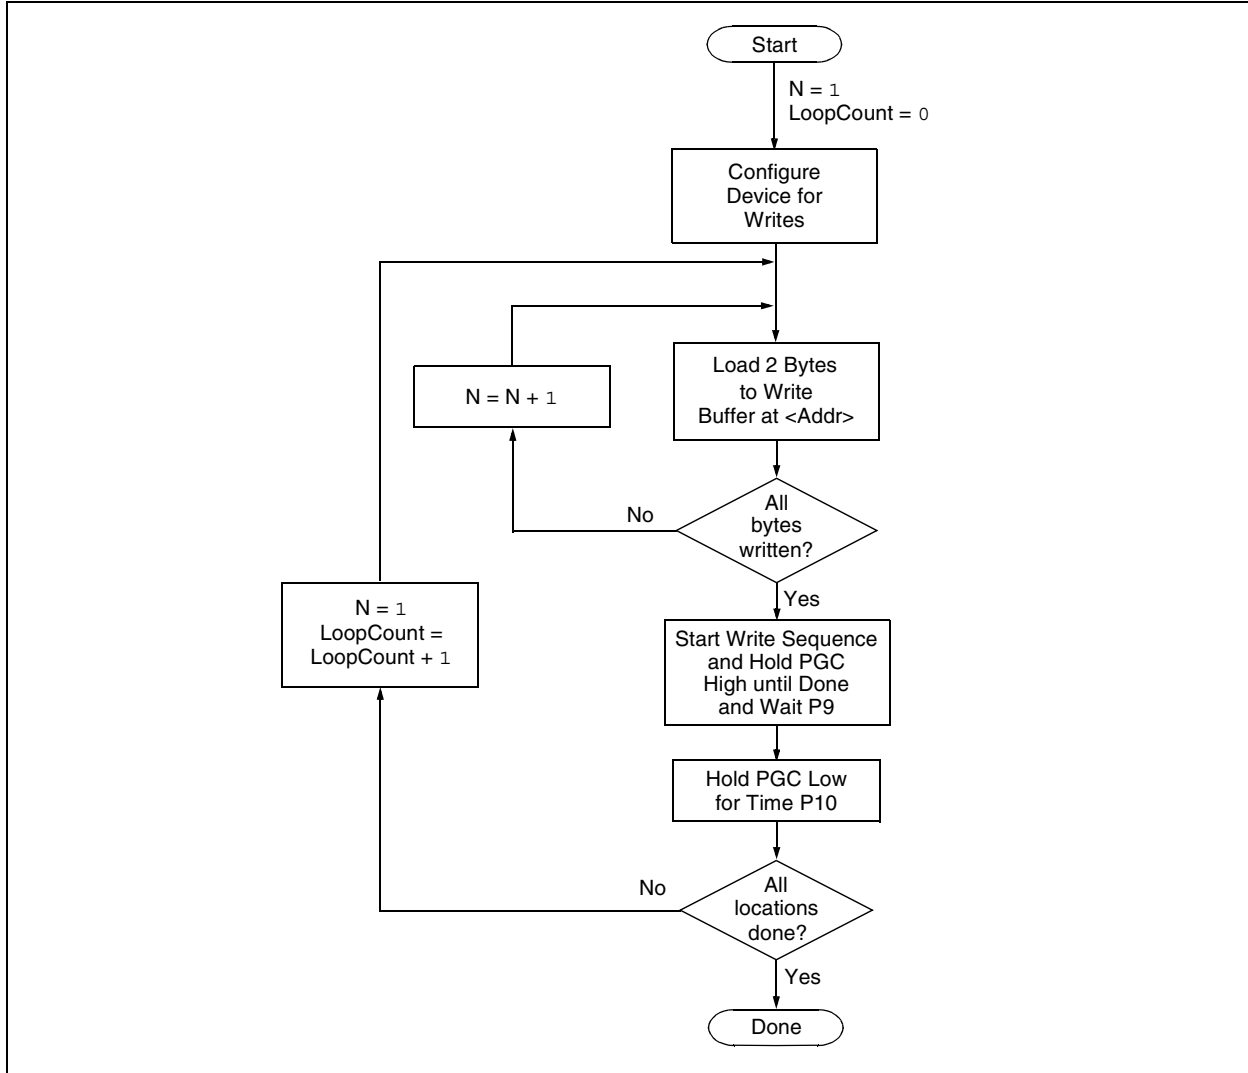 Start
N = 1
LoopCount = 0
Configure
Device for
Writes
Load 2 Bytes
to Write
Buffer at <Addr>
N = N + 1
All
bytes
written?
No
Yes
N = 1
LoopCount =
LoopCount + 1
Start Write Sequence
and Hold PGC
High until Done
and Wait P9
Hold PGC Low
for Time P10
All
locations
done?
No
Yes
Done